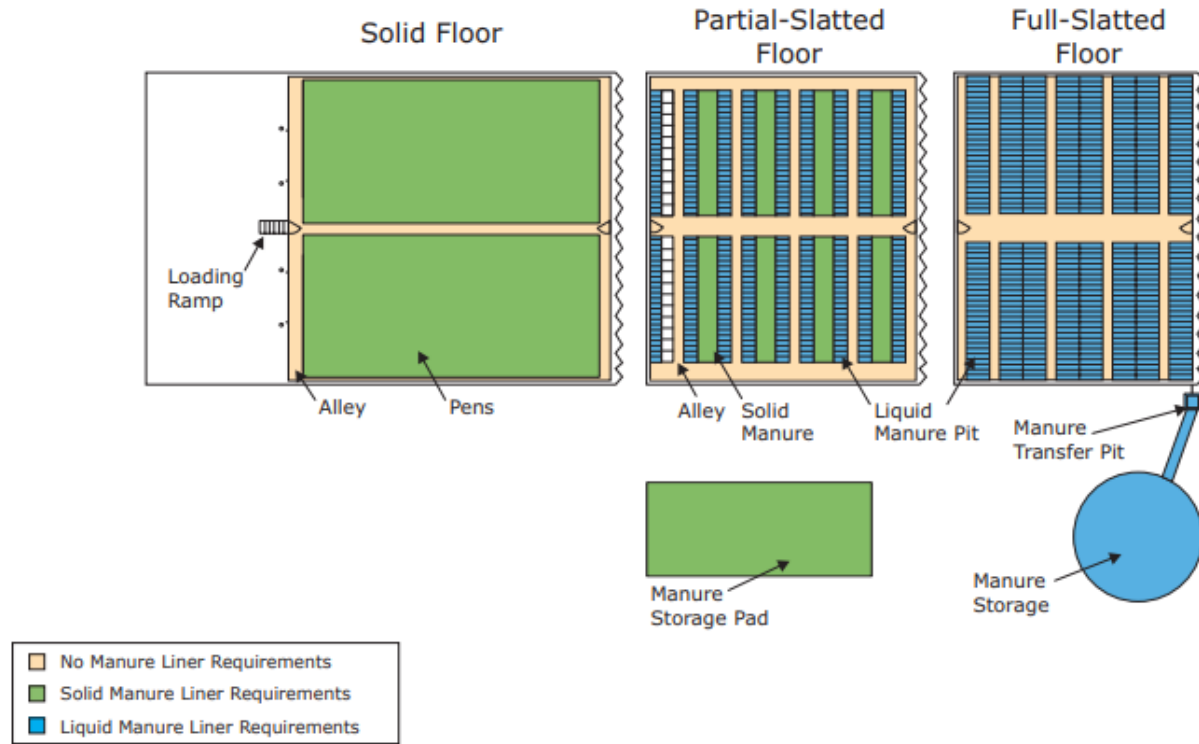 Solid Floor
Partial-Slatted
Floor
Full-Slatted
Floor
Loading
Ramp
Alley
Pens
Alley
Solid
Manure
Liquid
Manure Pit
Manure
Transfer Pit
Manure
Storage Pad
Manure
Storage
No Manure Liner Requirements
Solid Manure Liner Requirements
Liquid Manure Liner Requirements